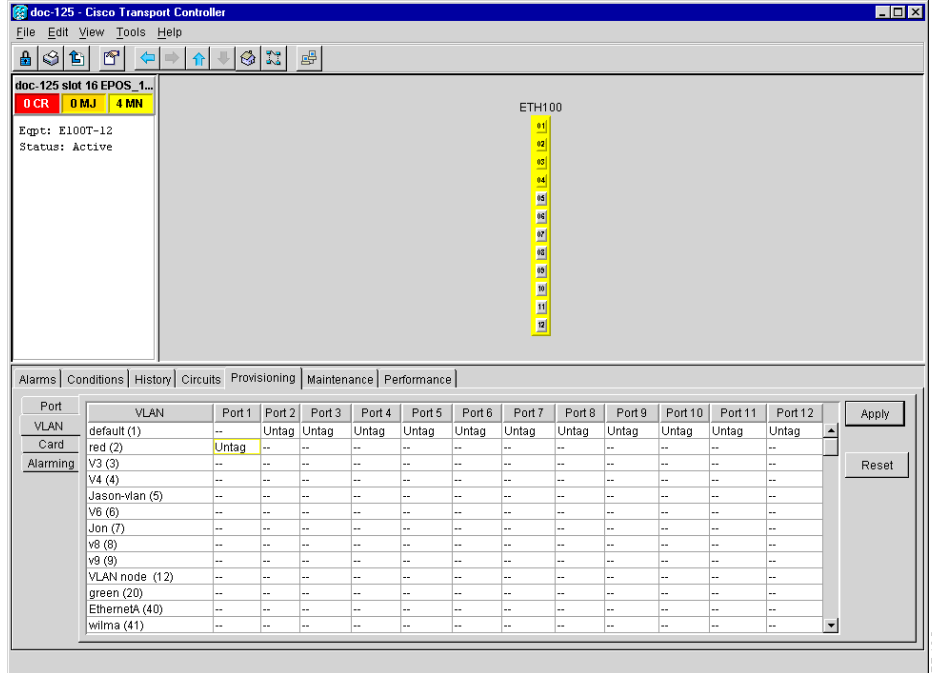 doc-125 - Cisco Transport Controller
File Edit View Tools Help
doc-125 slot 16 EPOS_1...
0 CR 0 MJ 4 MN
Eqpt: E100T-12
Status: Active
ETH100
01
02
03
04
05
06
07
08
09
10
11
12
Alarms Conditions History Circuits Provisioning Maintenance Performance
Port
VLAN
Card
Alarming
VLAN Port 1 Port 2 Port 3 Port 4 Port 5 Port 6 Port 7 Port 8 Port 9 Port 10 Port 11 Port 12
default (1) -- Untag Untag Untag Untag Untag Untag Untag Untag Untag Untag Untag
red (2) Untag -- -- -- -- -- -- -- -- -- -- --
V3 (3) -- -- -- -- -- -- -- -- -- -- -- --
V4 (4) -- -- -- -- -- -- -- -- -- -- -- --
Jason-vlan (5) -- -- -- -- -- -- -- -- -- -- -- --
V6 (6) -- -- -- -- -- -- -- -- -- -- -- --
Jon (7) -- -- -- -- -- -- -- -- -- -- -- --
v8 (8) -- -- -- -- -- -- -- -- -- -- -- --
v9 (9) -- -- -- -- -- -- -- -- -- -- -- --
VLAN node (12) -- -- -- -- -- -- -- -- -- -- -- --
green (20) -- -- -- -- -- -- -- -- -- -- -- --
EthernetA (40) -- -- -- -- -- -- -- -- -- -- -- --
wilma (41) -- -- -- -- -- -- -- -- -- -- -- --
Apply
Reset